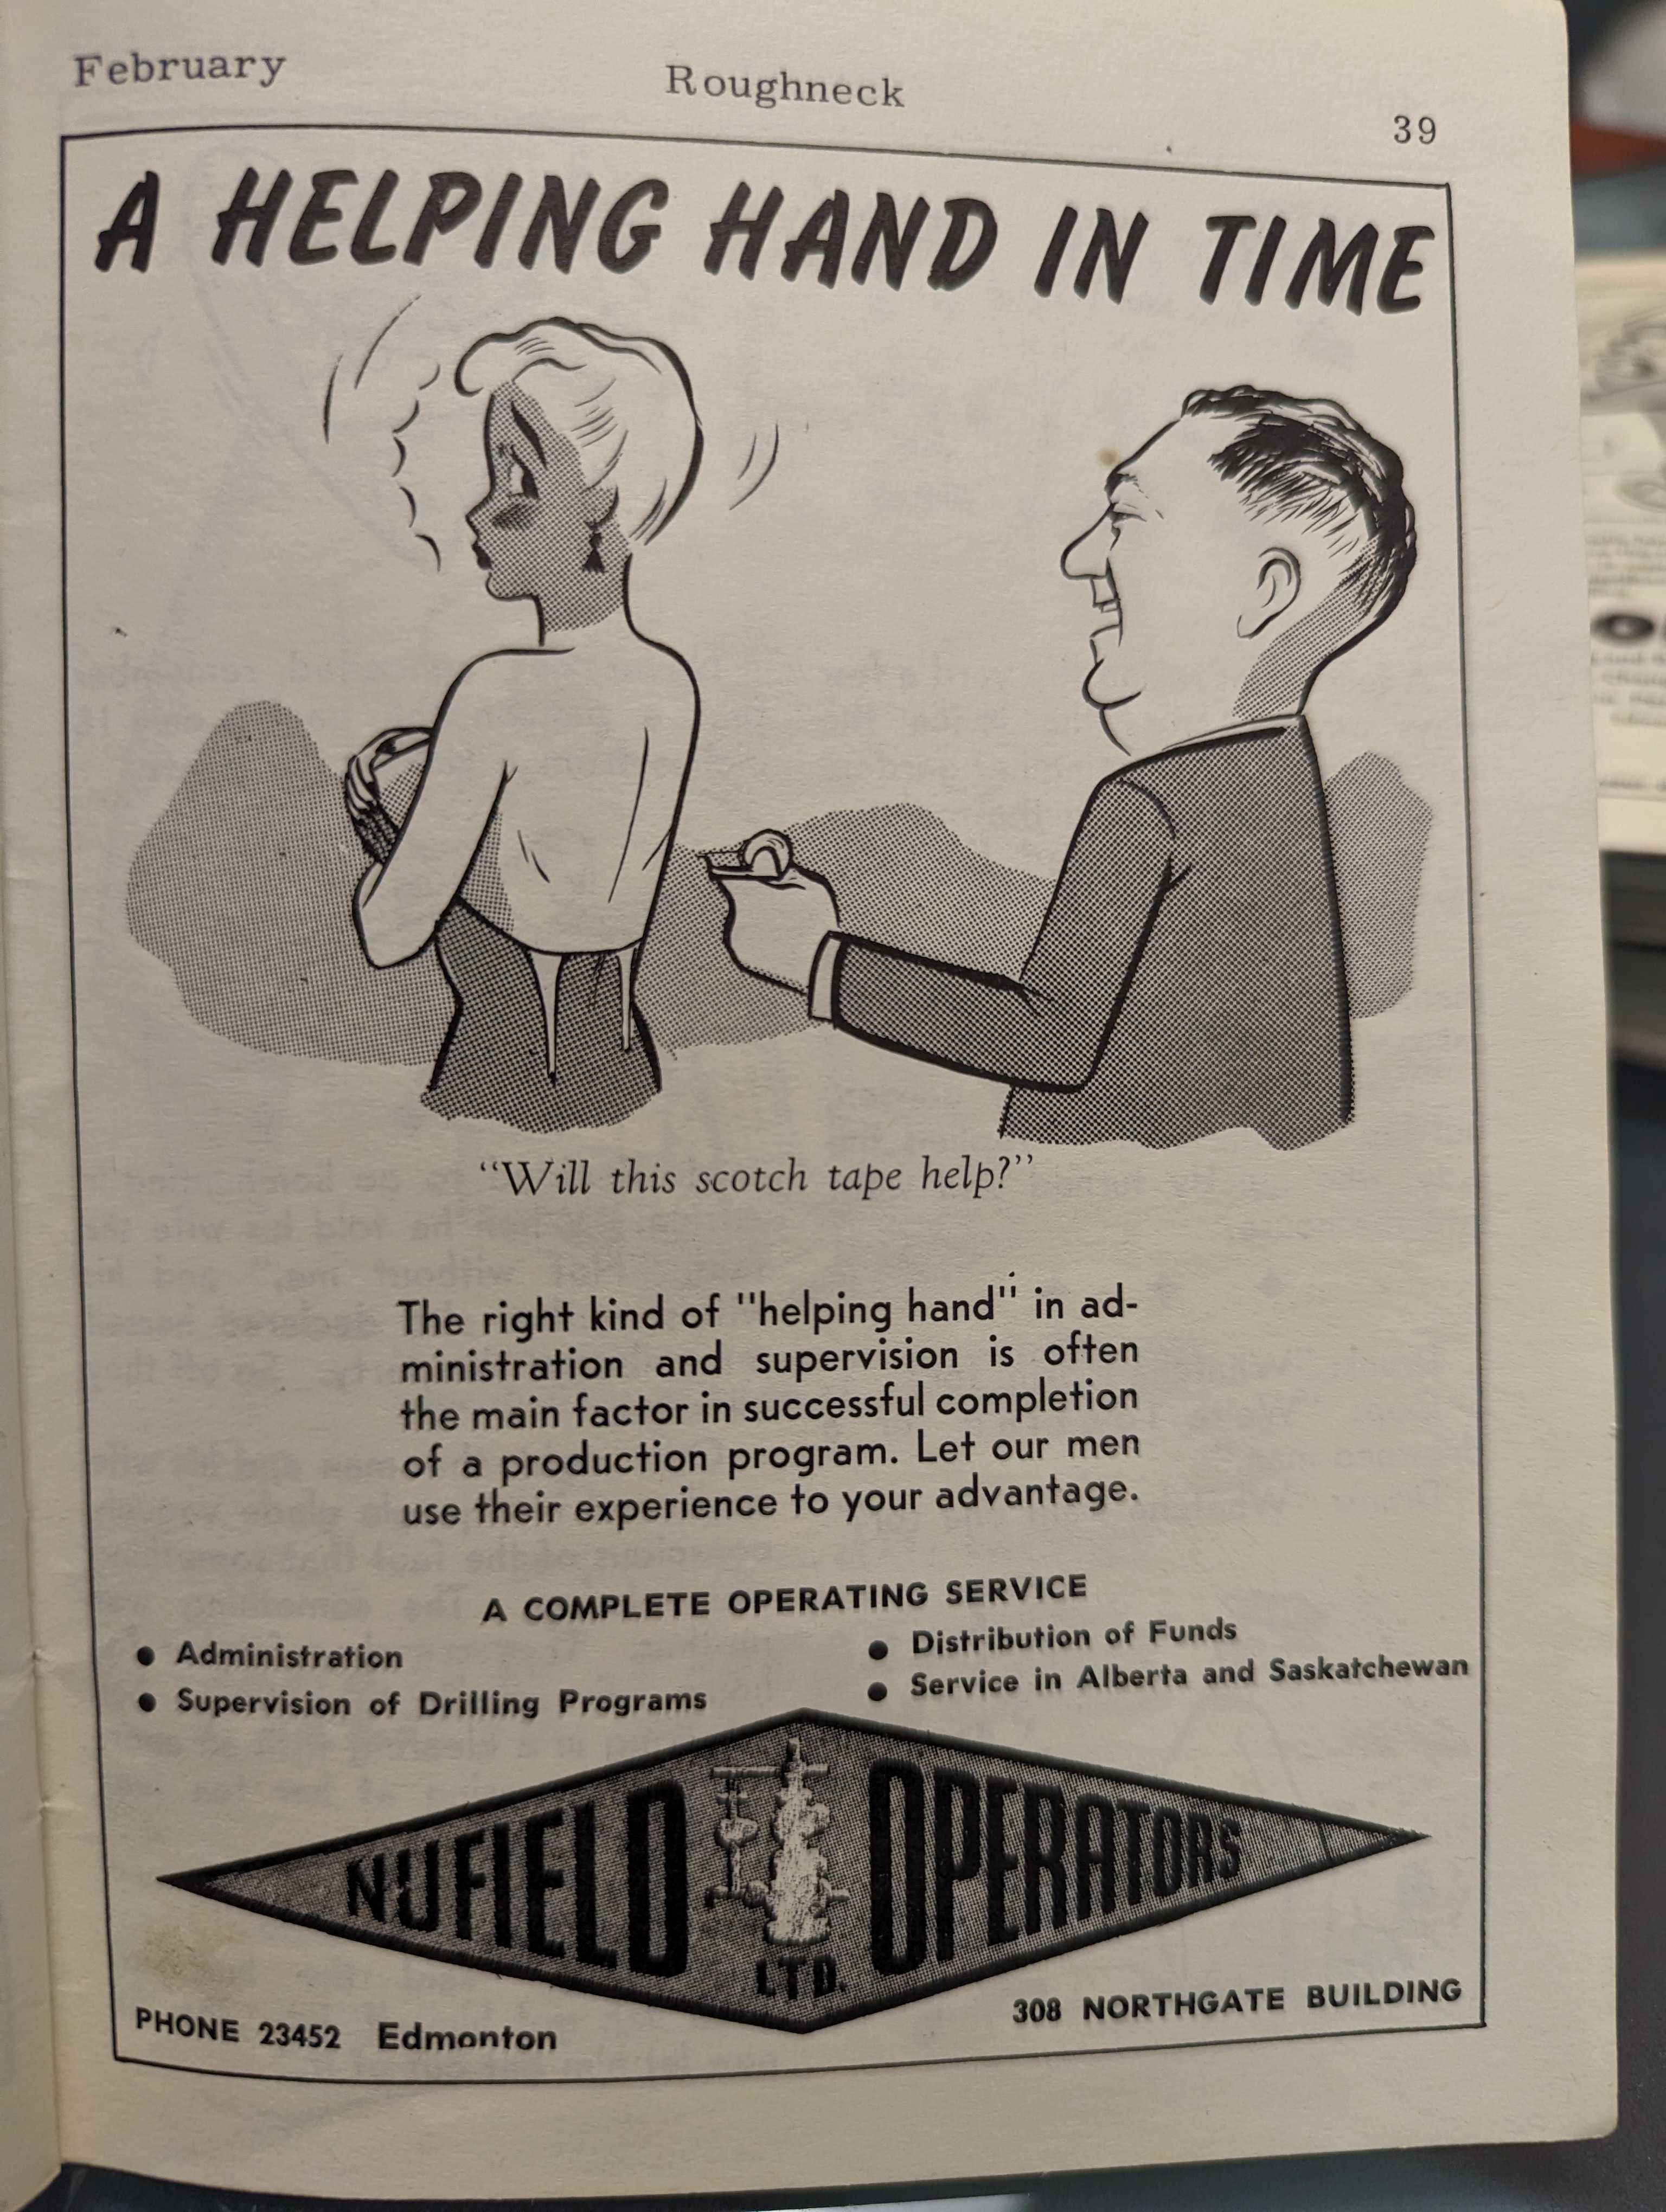 February
Roughneck
39
A HELPING HAND IN TIME
“Will this scotch tape help?”
The right kind of "helping hand" in ad-
ministration and supervision is often
the main factor in successful completion
of a production program. Let our men
use their experience to your advantage.
A COMPLETE OPERATING SERVICE
● Administration
● Supervision of Drilling Programs
● Distribution of Funds
● Service in Alberta and Saskatchewan
NUFIELD OPERATORS
LTD.
PHONE 23452 Edmonton
308 NORTHGATE BUILDING